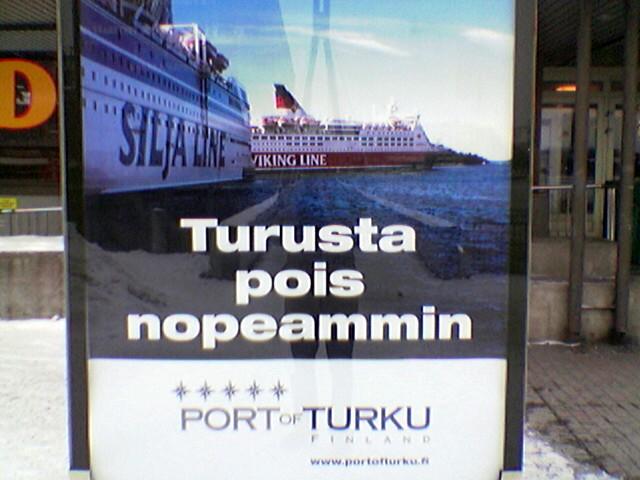 SILJA LINE
VIKING LINE
Turusta
pois
nopeammin
PORT OF TURKU
FINLAND
www.portofturku.fi